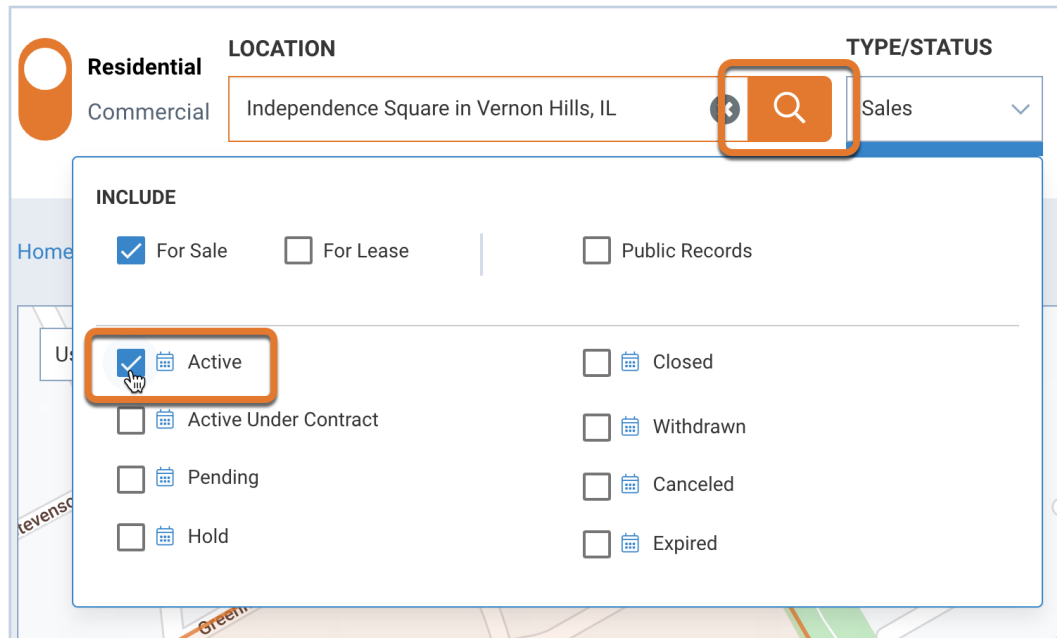 LOCATION
TYPE/STATUS
Residential
Commercial
Independence Square in Vernon Hills, IL
Sales
INCLUDE
Home
For Sale
For Lease
Public Records
Active
Closed
Active Under Contract
Withdrawn
Pending
Canceled
Hold
Expired